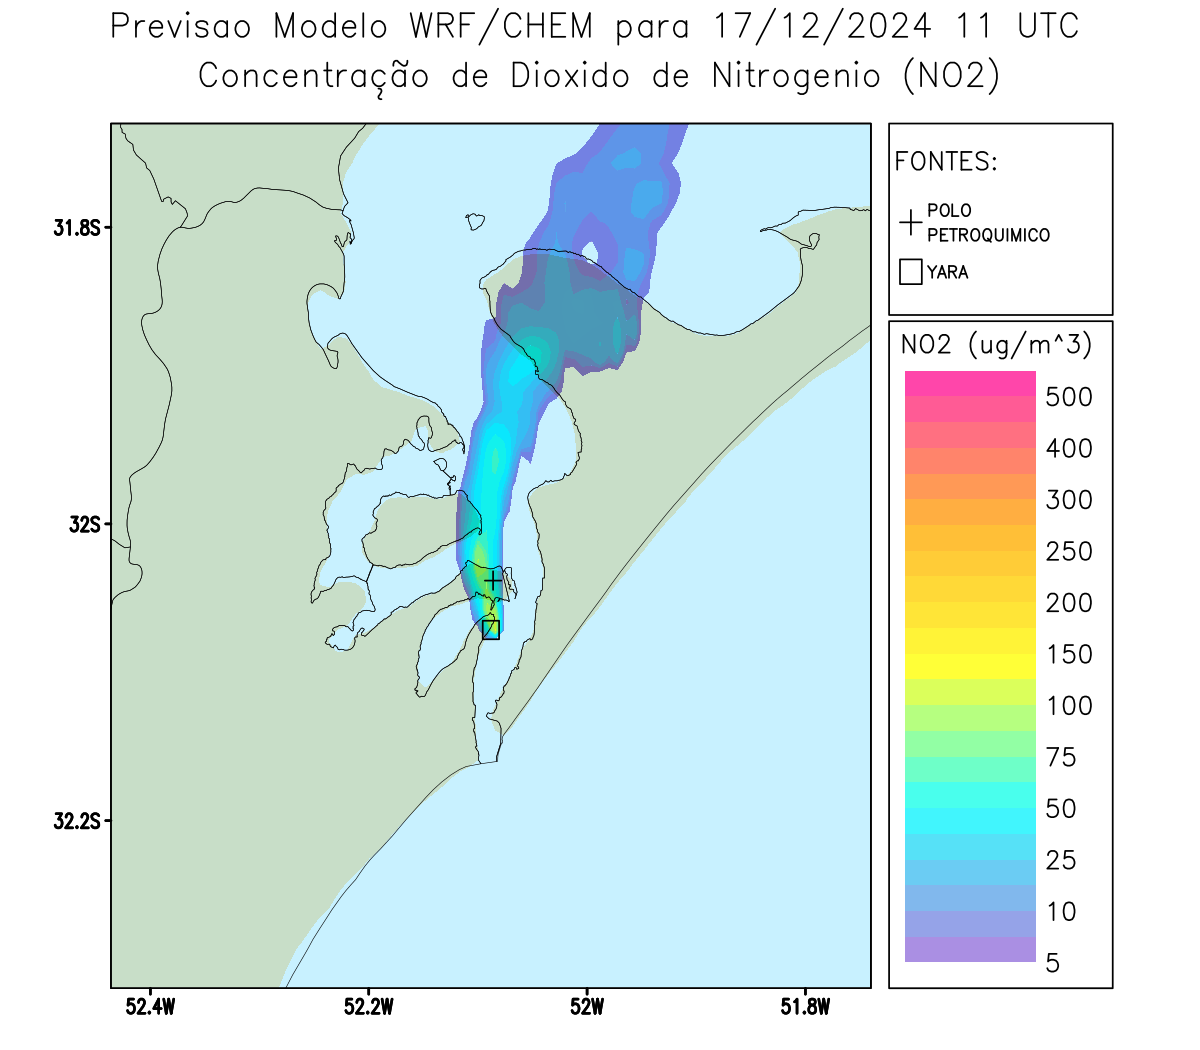 Previsao Modelo WRF/CHEM para 17/12/2024 11 UTC
Concentração de Dioxido de Nitrogenio (NO2)
FONTES:
POLO
PETROQUIMICO
YARA
NO2 (ug/m^3)
500
400
300
250
200
150
100
75
50
25
10
5
31.8S
32S
32.2S
52.4W
52.2W
52W
51.8W